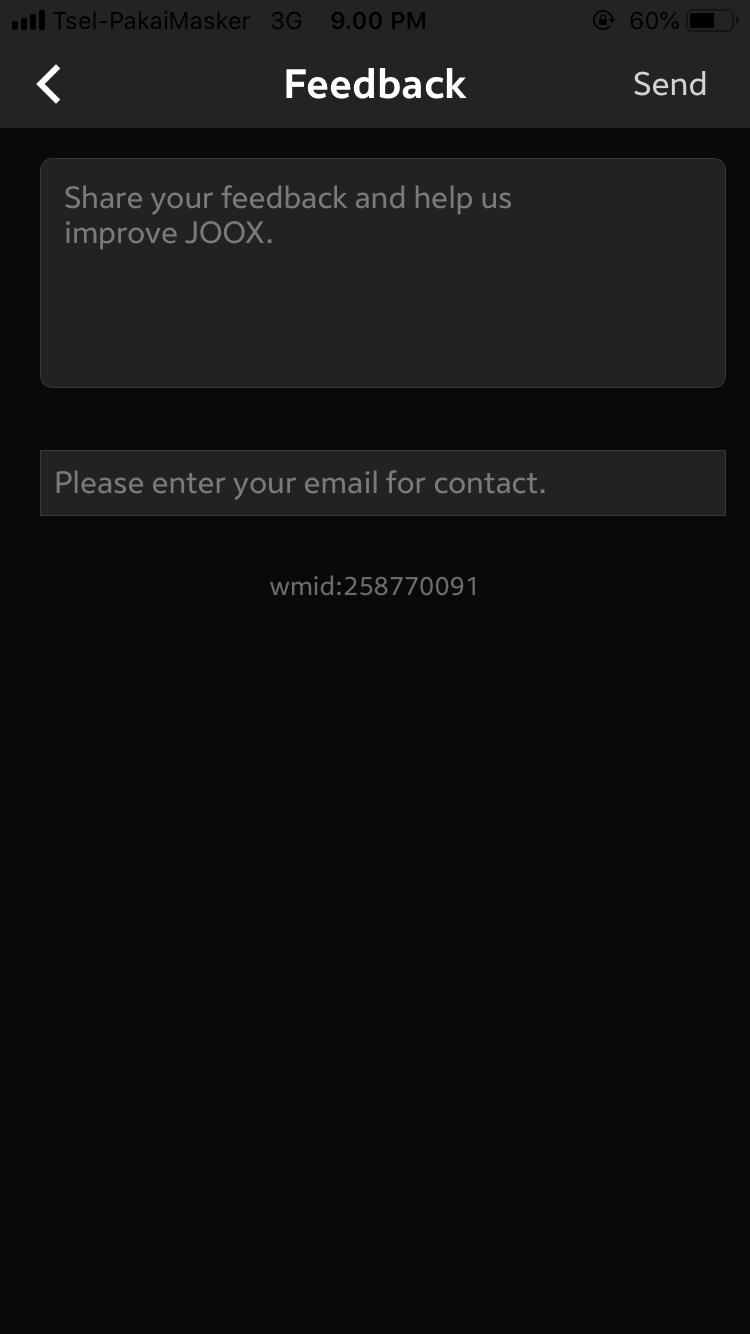 Tsel-PakaiMasker 3G 9.00 PM 60%
Feedback Send
Share your feedback and help us
improve JOOX.
Please enter your email for contact.
wmid:258770091